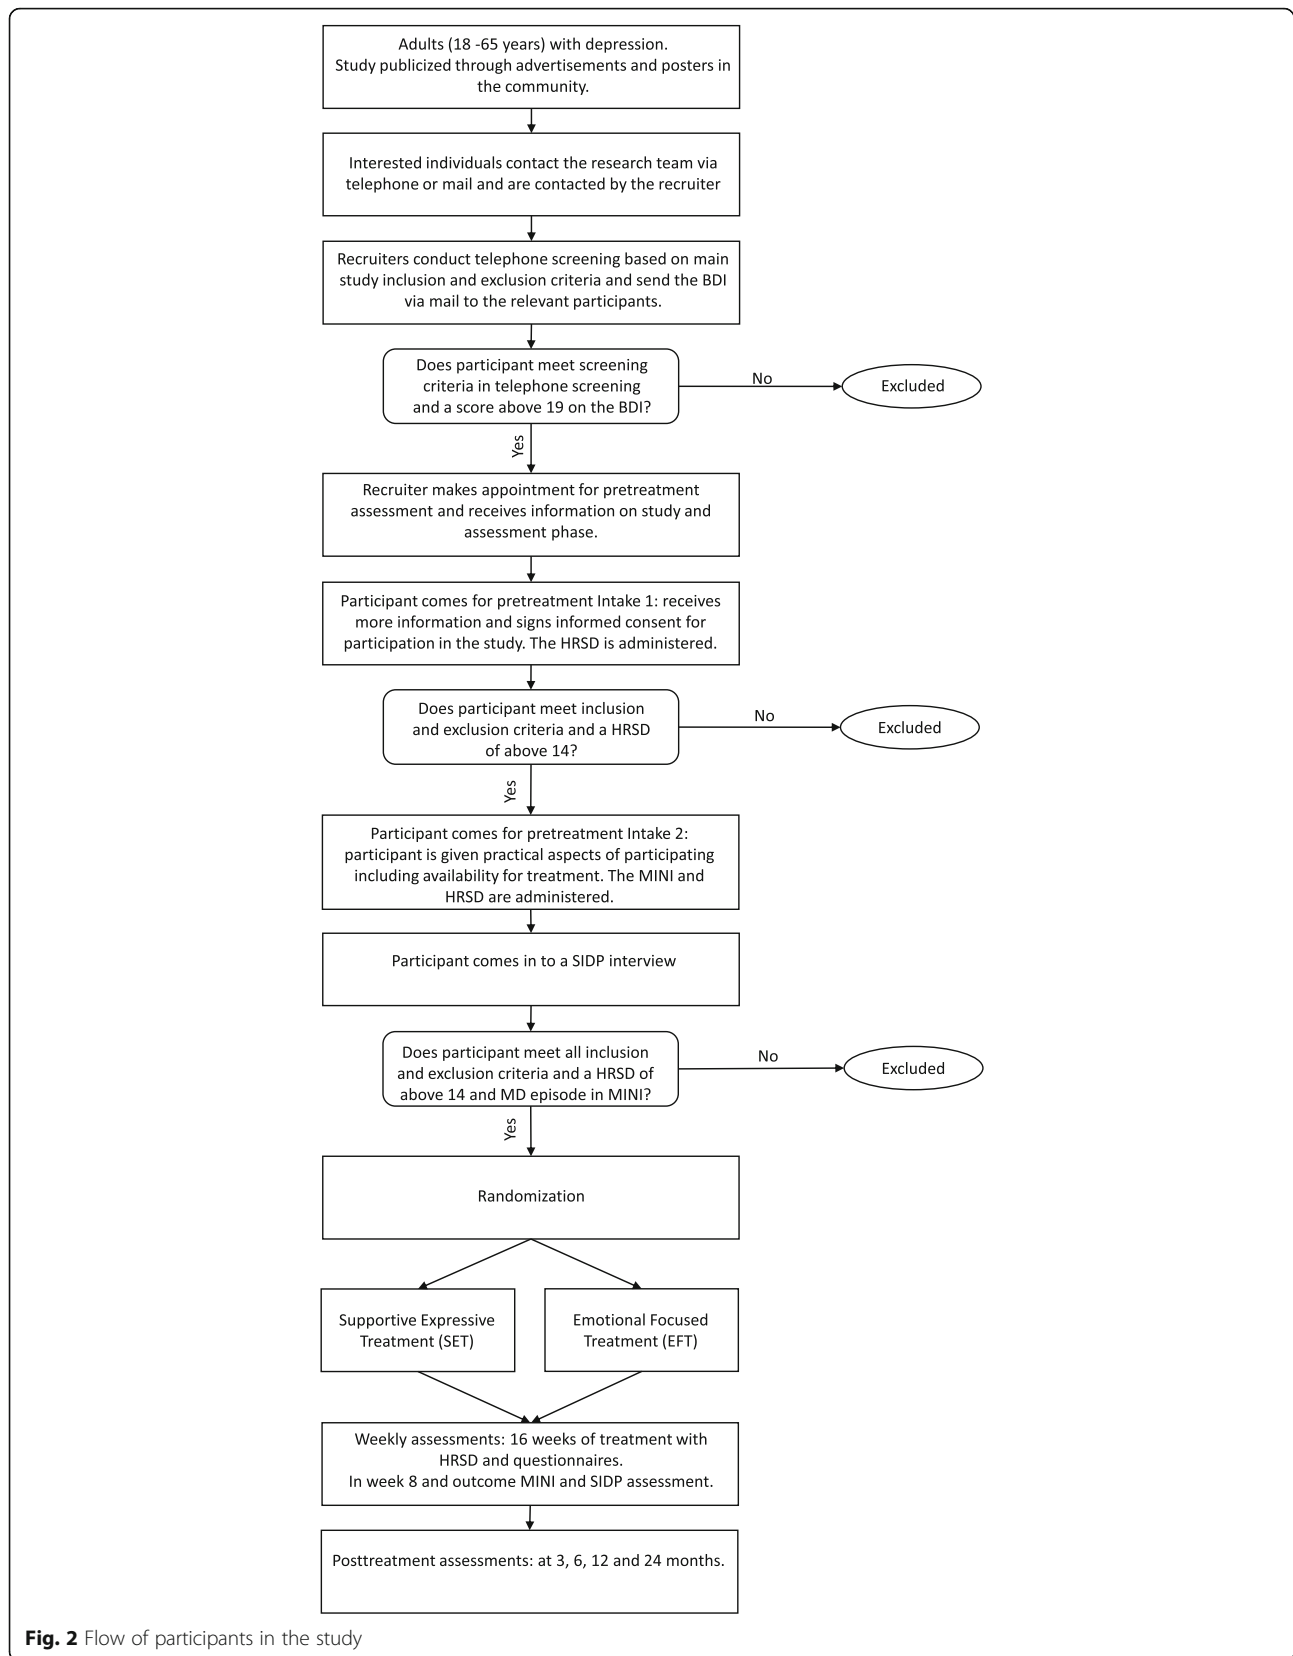 Adults (18 -65 years) with depression.
Study publicized through advertisements and posters in
the community.
Interested individuals contact the research team via
telephone or mail and are contacted by the recruiter
Recruiters conduct telephone screening based on main
study inclusion and exclusion criteria and send the BDI
via mail to the relevant participants.
Does participant meet screening
criteria in telephone screening
and a score above 19 on the BDI?
No
Excluded
Yes
Recruiter makes appointment for pretreatment
assessment and receives information on study and
assessment phase.
Participant comes for pretreatment Intake 1: receives
more information and signs informed consent for
participation in the study. The HRSD is administered.
Does participant meet inclusion
and exclusion criteria and a HRSD
of above 14?
No
Excluded
Yes
Participant comes for pretreatment Intake 2:
participant is given practical aspects of participating
including availability for treatment. The MINI and
HRSD are administered.
Participant comes in to a SIDP interview
Does participant meet all inclusion
and exclusion criteria and a HRSD of
above 14 and MD episode in MINI?
No
Excluded
Yes
Randomization
Supportive Expressive
Treatment (SET)
Emotional Focused
Treatment (EFT)
Weekly assessments: 16 weeks of treatment with
HRSD and questionnaires.
In week 8 and outcome MINI and SIDP assessment.
Posttreatment assessments: at 3, 6, 12 and 24 months.
Fig. 2 Flow of participants in the study